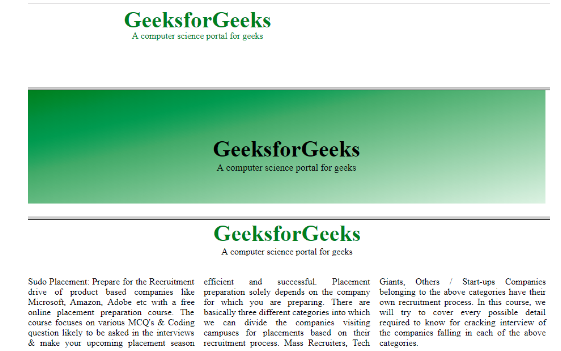 GeeksforGeeks
A computer science portal for geeks
GeeksforGeeks
A computer science portal for geeks
GeeksforGeeks
A computer science portal for geeks
Sudo Placement: Prepare for the Recruitment
drive of product based companies like
Microsoft, Amazon, Adobe etc with a free
online placement preparation course. The
course focuses on various MCQ's & Coding
question likely to be asked in the interviews
& make your upcoming placement season
efficient and successful. Placement
preparation solely depends on the company
for which you are preparing. There are
basically three different categories into which
we can divide the companies visiting
campuses for placements based on their
recruitment process. Mass Recruiters, Tech
Giants, Others / Start-ups Companies
belonging to the above categories have their
own recruitment process. In this course, we
will try to cover every possible detail
required to know for cracking interview of
the companies falling in each of the above
categories.